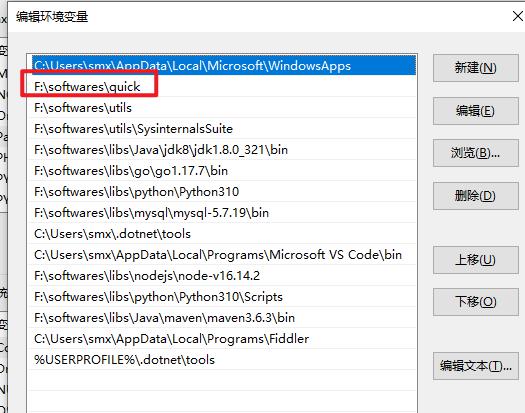 编辑环境变量
C:\Users\smx\AppData\Local\Microsoft\WindowsApps
F:\softwares\quick
F:\softwares\utils
F:\softwares\utils\SysinternalsSuite
F:\softwares\libs\Java\jdk8\jdk1.8.0_321\bin
F:\softwares\libs\go\go1.17.7\bin
F:\softwares\libs\python\Python310
F:\softwares\libs\mysql\mysql-5.7.19\bin
C:\Users\smx\.dotnet\tools
C:\Users\smx\AppData\Local\Programs\Microsoft VS Code\bin
F:\softwares\libs\nodejs\node-v16.14.2
F:\softwares\libs\python\Python310\Scripts
F:\softwares\libs\Java\maven\maven3.6.3\bin
C:\Users\smx\AppData\Local\Programs\Fiddler
%USERPROFILE%\.dotnet\tools
新建(N)
编辑(E)
浏览(B)...
删除(D)
上移(U)
下移(O)
编辑文本(T)...